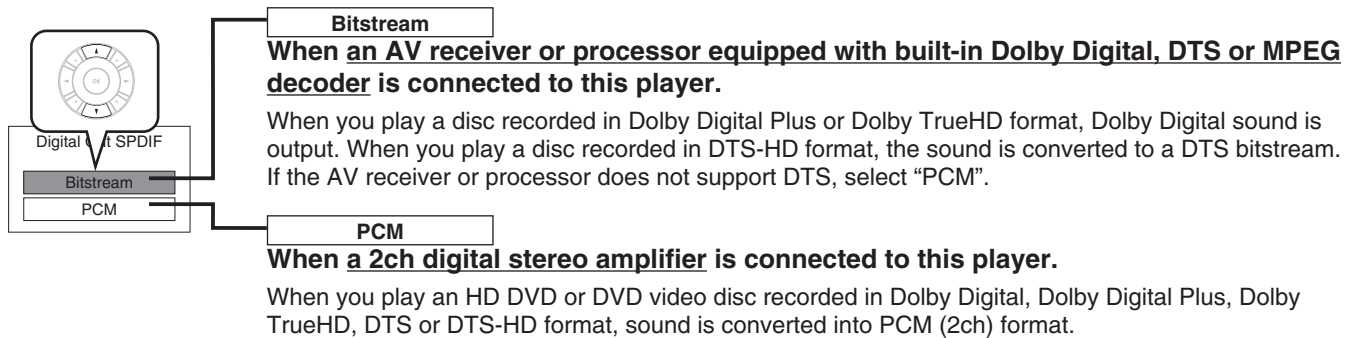 Bitstream
When an AV receiver or processor equipped with built-in Dolby Digital, DTS or MPEG
decoder is connected to this player.
When you play a disc recorded in Dolby Digital Plus or Dolby TrueHD format, Dolby Digital sound is
output. When you play a disc recorded in DTS-HD format, the sound is converted to a DTS bitstream.
If the AV receiver or processor does not support DTS, select “PCM”.
OK
Digital Out SPDIF
Bitstream
PCM
PCM
When a 2ch digital stereo amplifier is connected to this player.
When you play an HD DVD or DVD video disc recorded in Dolby Digital, Dolby Digital Plus, Dolby
TrueHD, DTS or DTS-HD format, sound is converted into PCM (2ch) format.